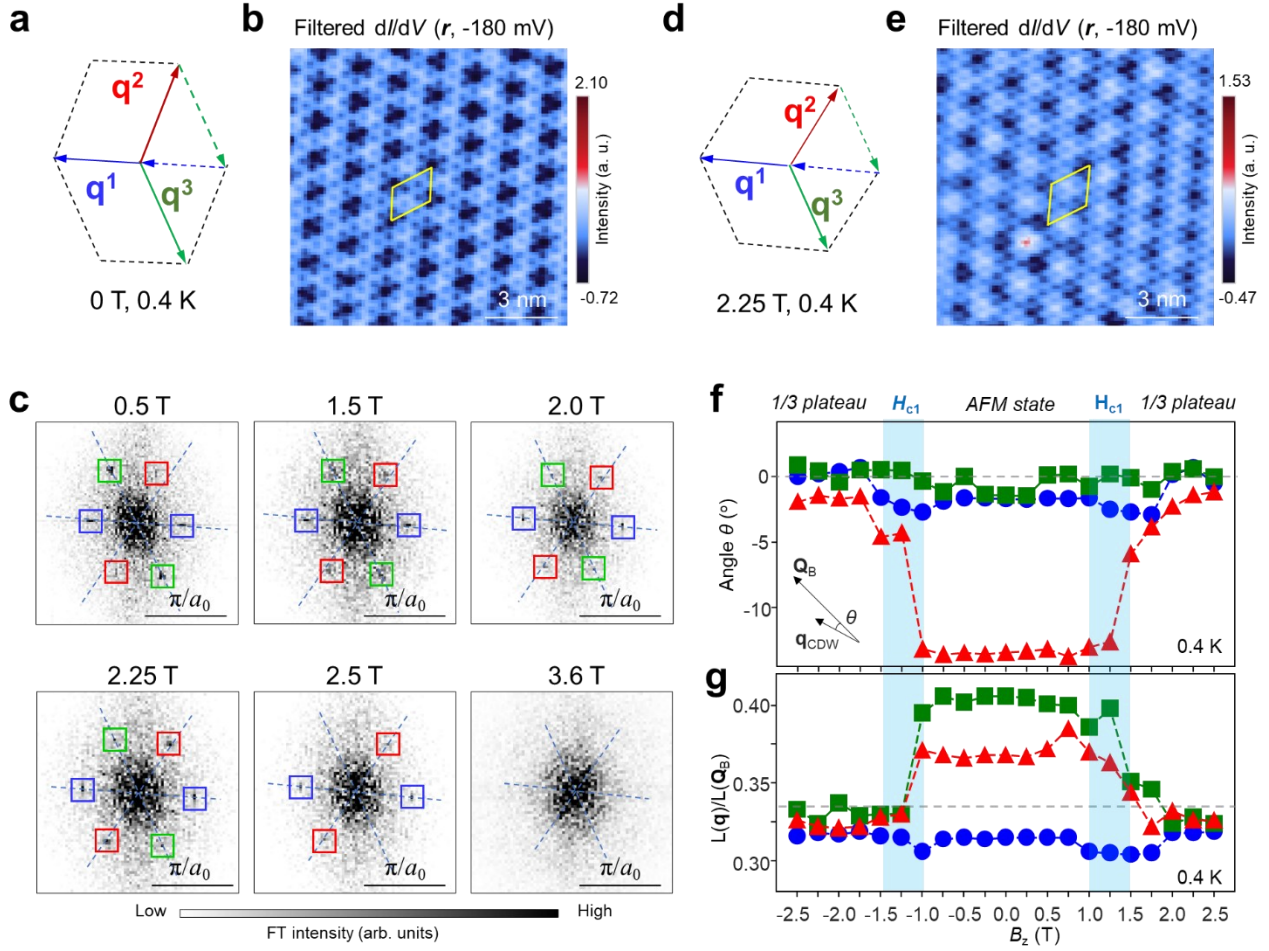 a
q2
q1
q3
0 T, 0.4 K
b
Filtered dI/dV (r, -180 mV)
3 nm
2.10
Intensity (a. u.)
-0.72
d
q2
q1
q3
2.25 T, 0.4 K
e
Filtered dI/dV (r, -180 mV)
3 nm
1.53
Intensity (a. u.)
-0.47
c
0.5 T
1.5 T
2.0 T
π/a0
π/a0
π/a0
2.25 T
2.5 T
3.6 T
π/a0
π/a0
π/a0
Low
High
FT intensity (arb. units)
f
1/3 plateau
Hc1
AFM state
Hc1
1/3 plateau
Angle θ (°)
0
-5
-10
QB
θ
qCDW
0.4 K
g
L(q)/L(QB)
0.40
0.35
0.30
0.4 K
-2.5 -2.0 -1.5 -1.0 -0.5 0.0 0.5 1.0 1.5 2.0 2.5
Bz (T)